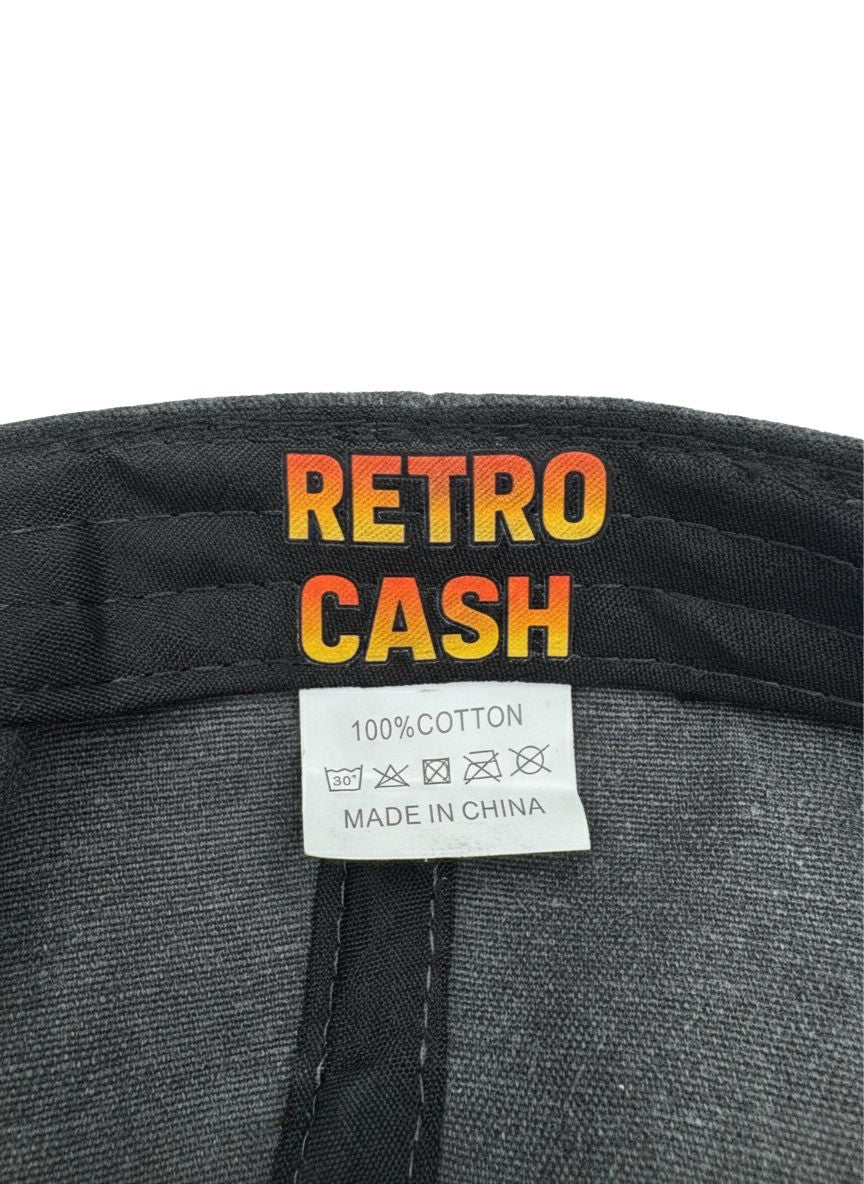 RETRO
CASH
100%COTTON
30°
MADE IN CHINA